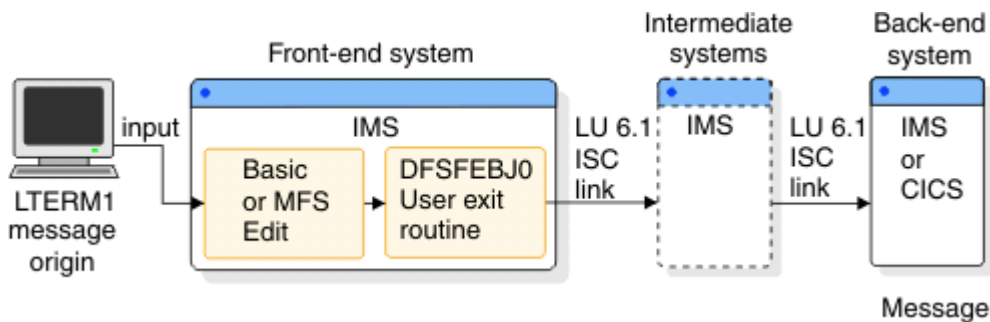 Front-end system
Intermediate
systems
Back-end
system
input
IMS
LU 6.1
ISC
link
IMS
LU 6.1
ISC
link
IMS
or
CICS
Basic
or MFS
Edit
DFSFEBJ0
User exit
routine
LTERM1
message
origin
Message